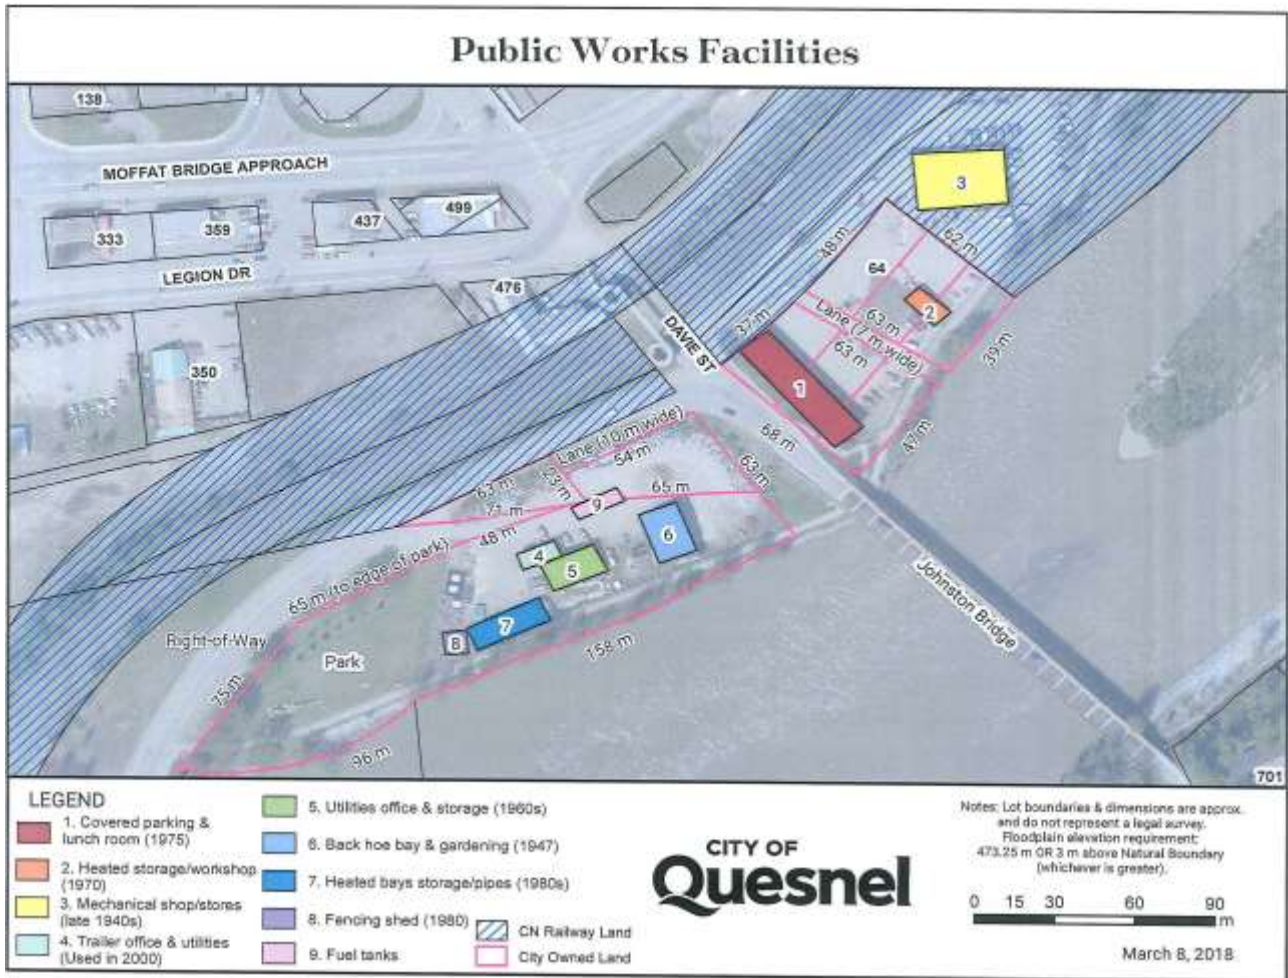 Public Works Facilities
138
MOFFAT BRIDGE APPROACH
333
359
437
499
LEGION DR
476
350
DAVIE ST
3
48 m
62 m
64
2
63 m
Lane (7 m wide)
63 m
39 m
37 m
1
68 m
47 m
Lane (10 m wide)
54 m
63 m
53 m
63 m
65 m
71 m
9
48 m
6
4
5
65 m (to edge of park)
7
8
158 m
Right-of-Way
Park
75 m
96 m
Johnston Bridge
701
LEGEND
1. Covered parking &
lunch room (1975)
2. Heated storage/workshop
(1970)
3. Mechanical shop/stores
(late 1940s)
4. Trailer office & utilities
(Used in 2000)
5. Utilities office & storage (1960s)
6. Back hoe bay & gardening (1947)
7. Heated bays storage/pipes (1980s)
8. Fencing shed (1980)
9. Fuel tanks
CN Railway Land
City Owned Land
CITY OF
Quesnel
Notes: Lot boundaries & dimensions are approx.
and do not represent a legal survey.
Floodplain elevation requirement:
473.25 m OR 3 m above Natural Boundary
(whichever is greater).
0 15 30 60 90
m
March 8, 2018